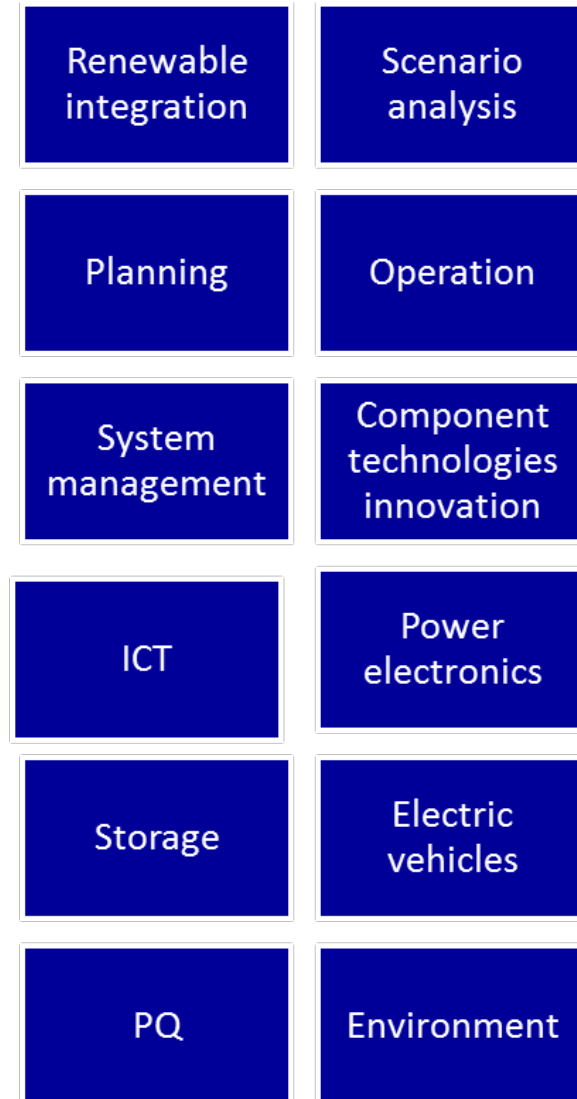 Renewable
integration
Scenario
analysis
Planning
Operation
System
management
Component
technologies
innovation
ICT
Power
electronics
Storage
Electric
vehicles
PQ
Environment